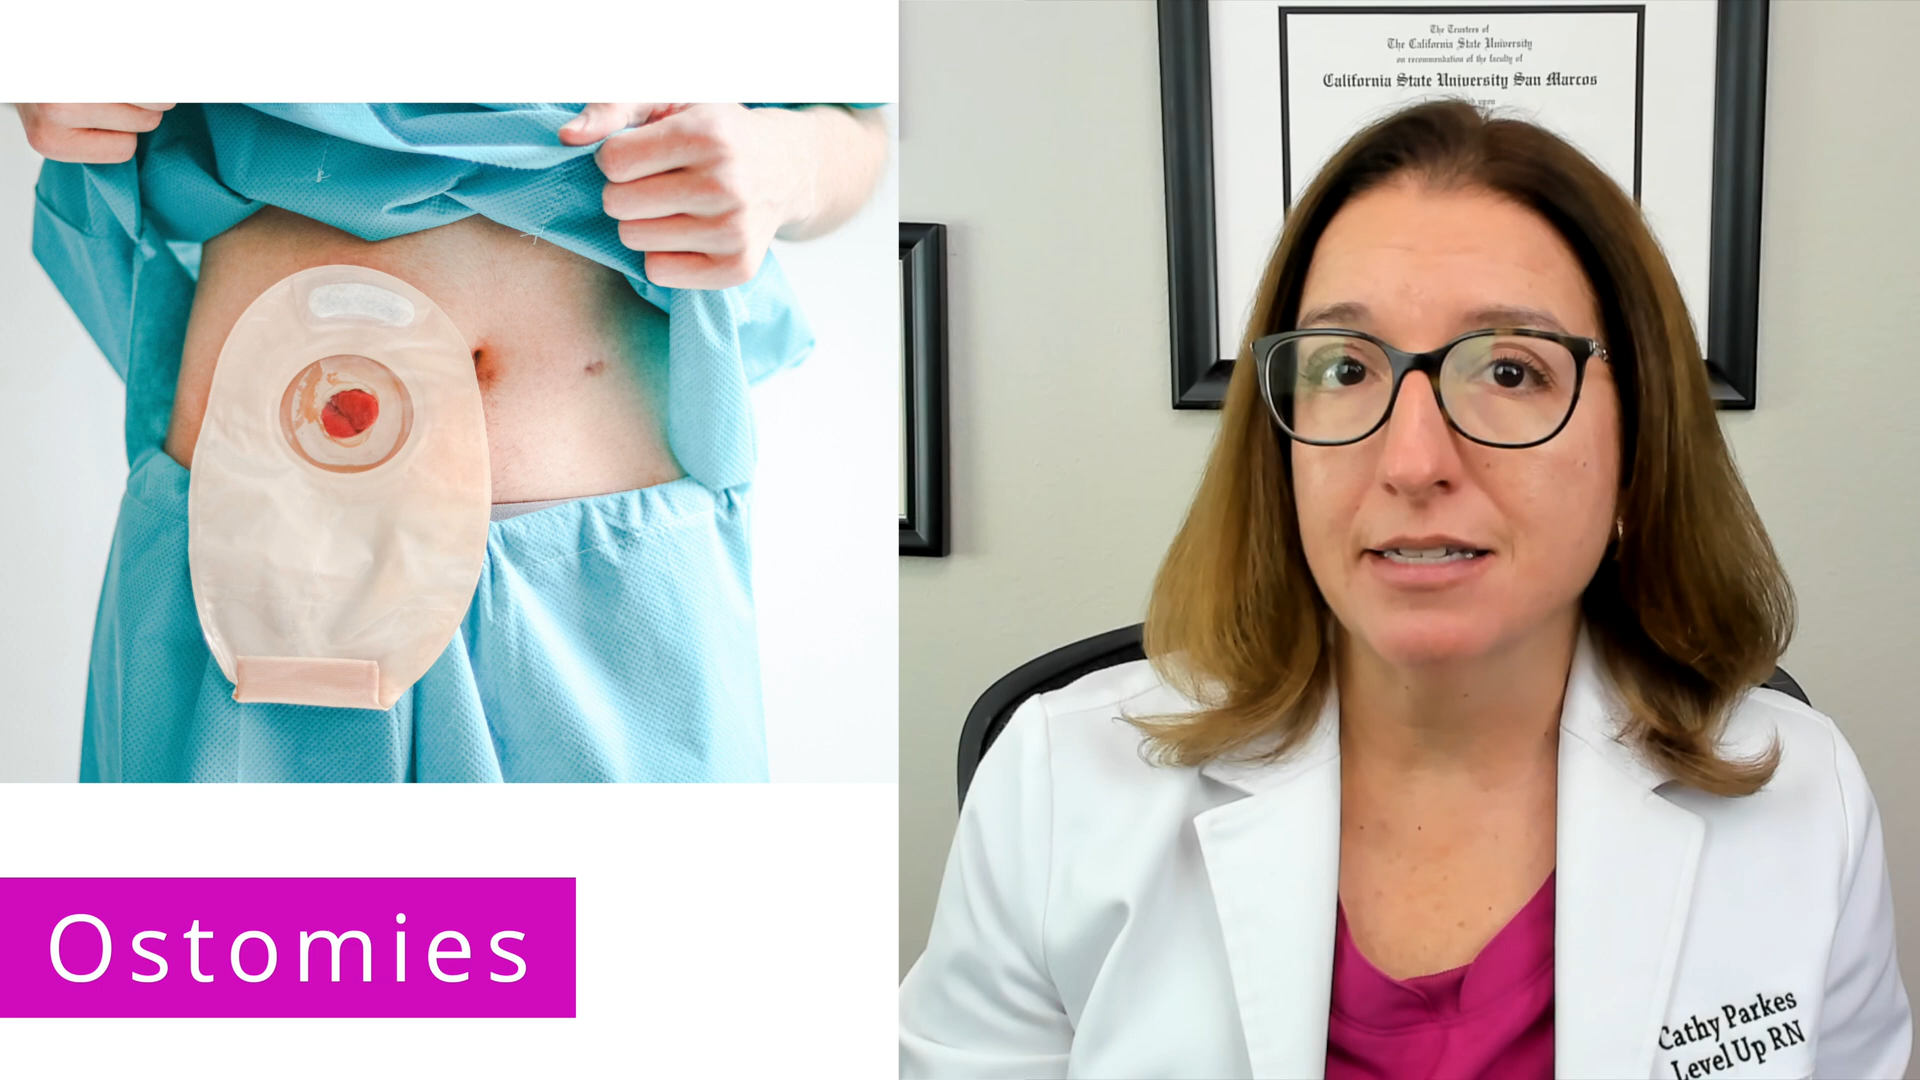 Ostomies
The Trustees of
The California State University
on recommendation of the faculty of
California State University San Marcos
upon
Cathy Parkes
Level Up RN